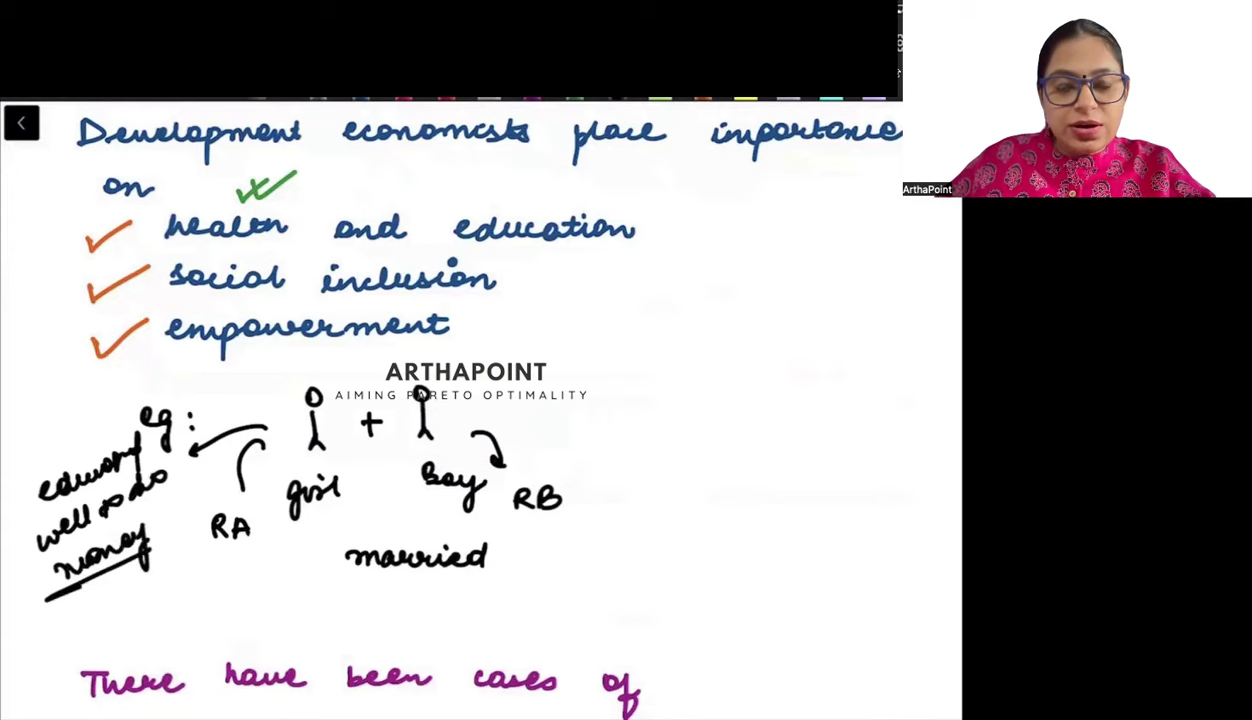 Development economists place importance
on
health and education
social inclusion
empowerment
ARTHAPOINT
AIMING PARETO OPTIMALITY
eg:
+
girl
Boy
RA
RB
well to do
money
married
There have been cases of
ArthaPoint